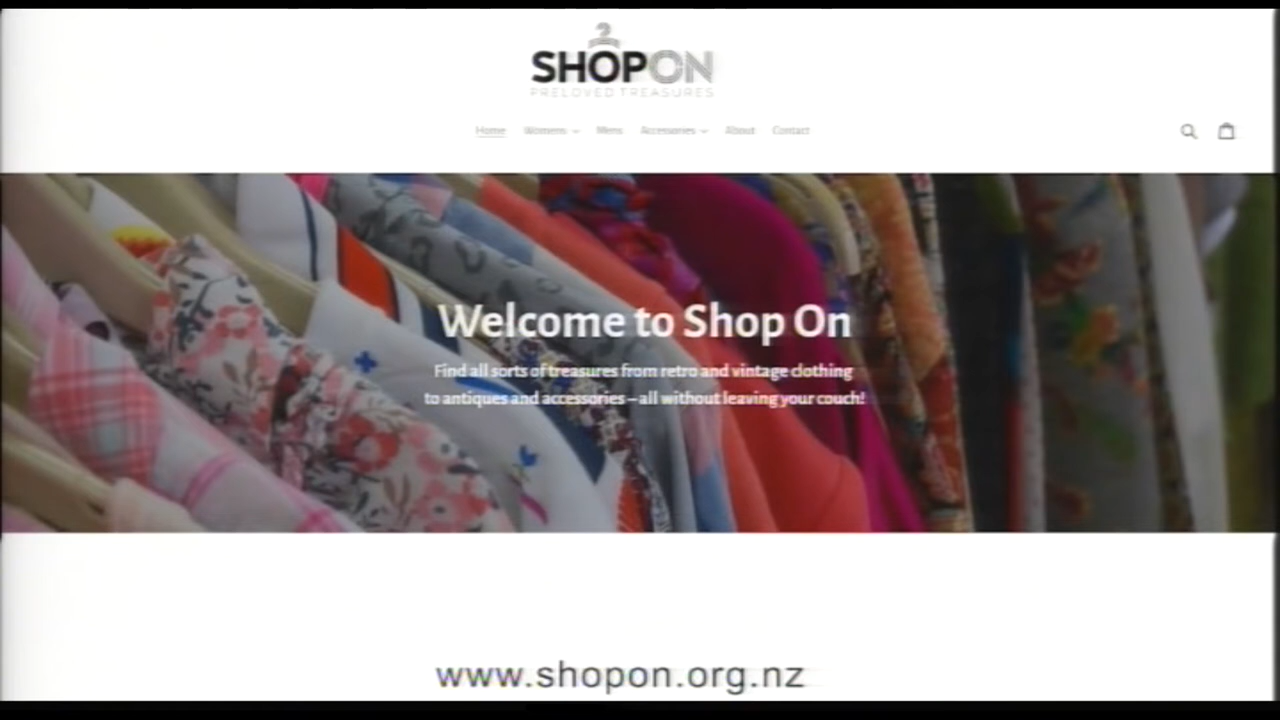 SHOPON
PRELOVED TREASURES
Home Womens Mens Accessories About Contact
Welcome to Shop On
Find all sorts of treasures from retro and vintage clothing
to antiques and accessories – all without leaving your couch!
www.shopon.org.nz